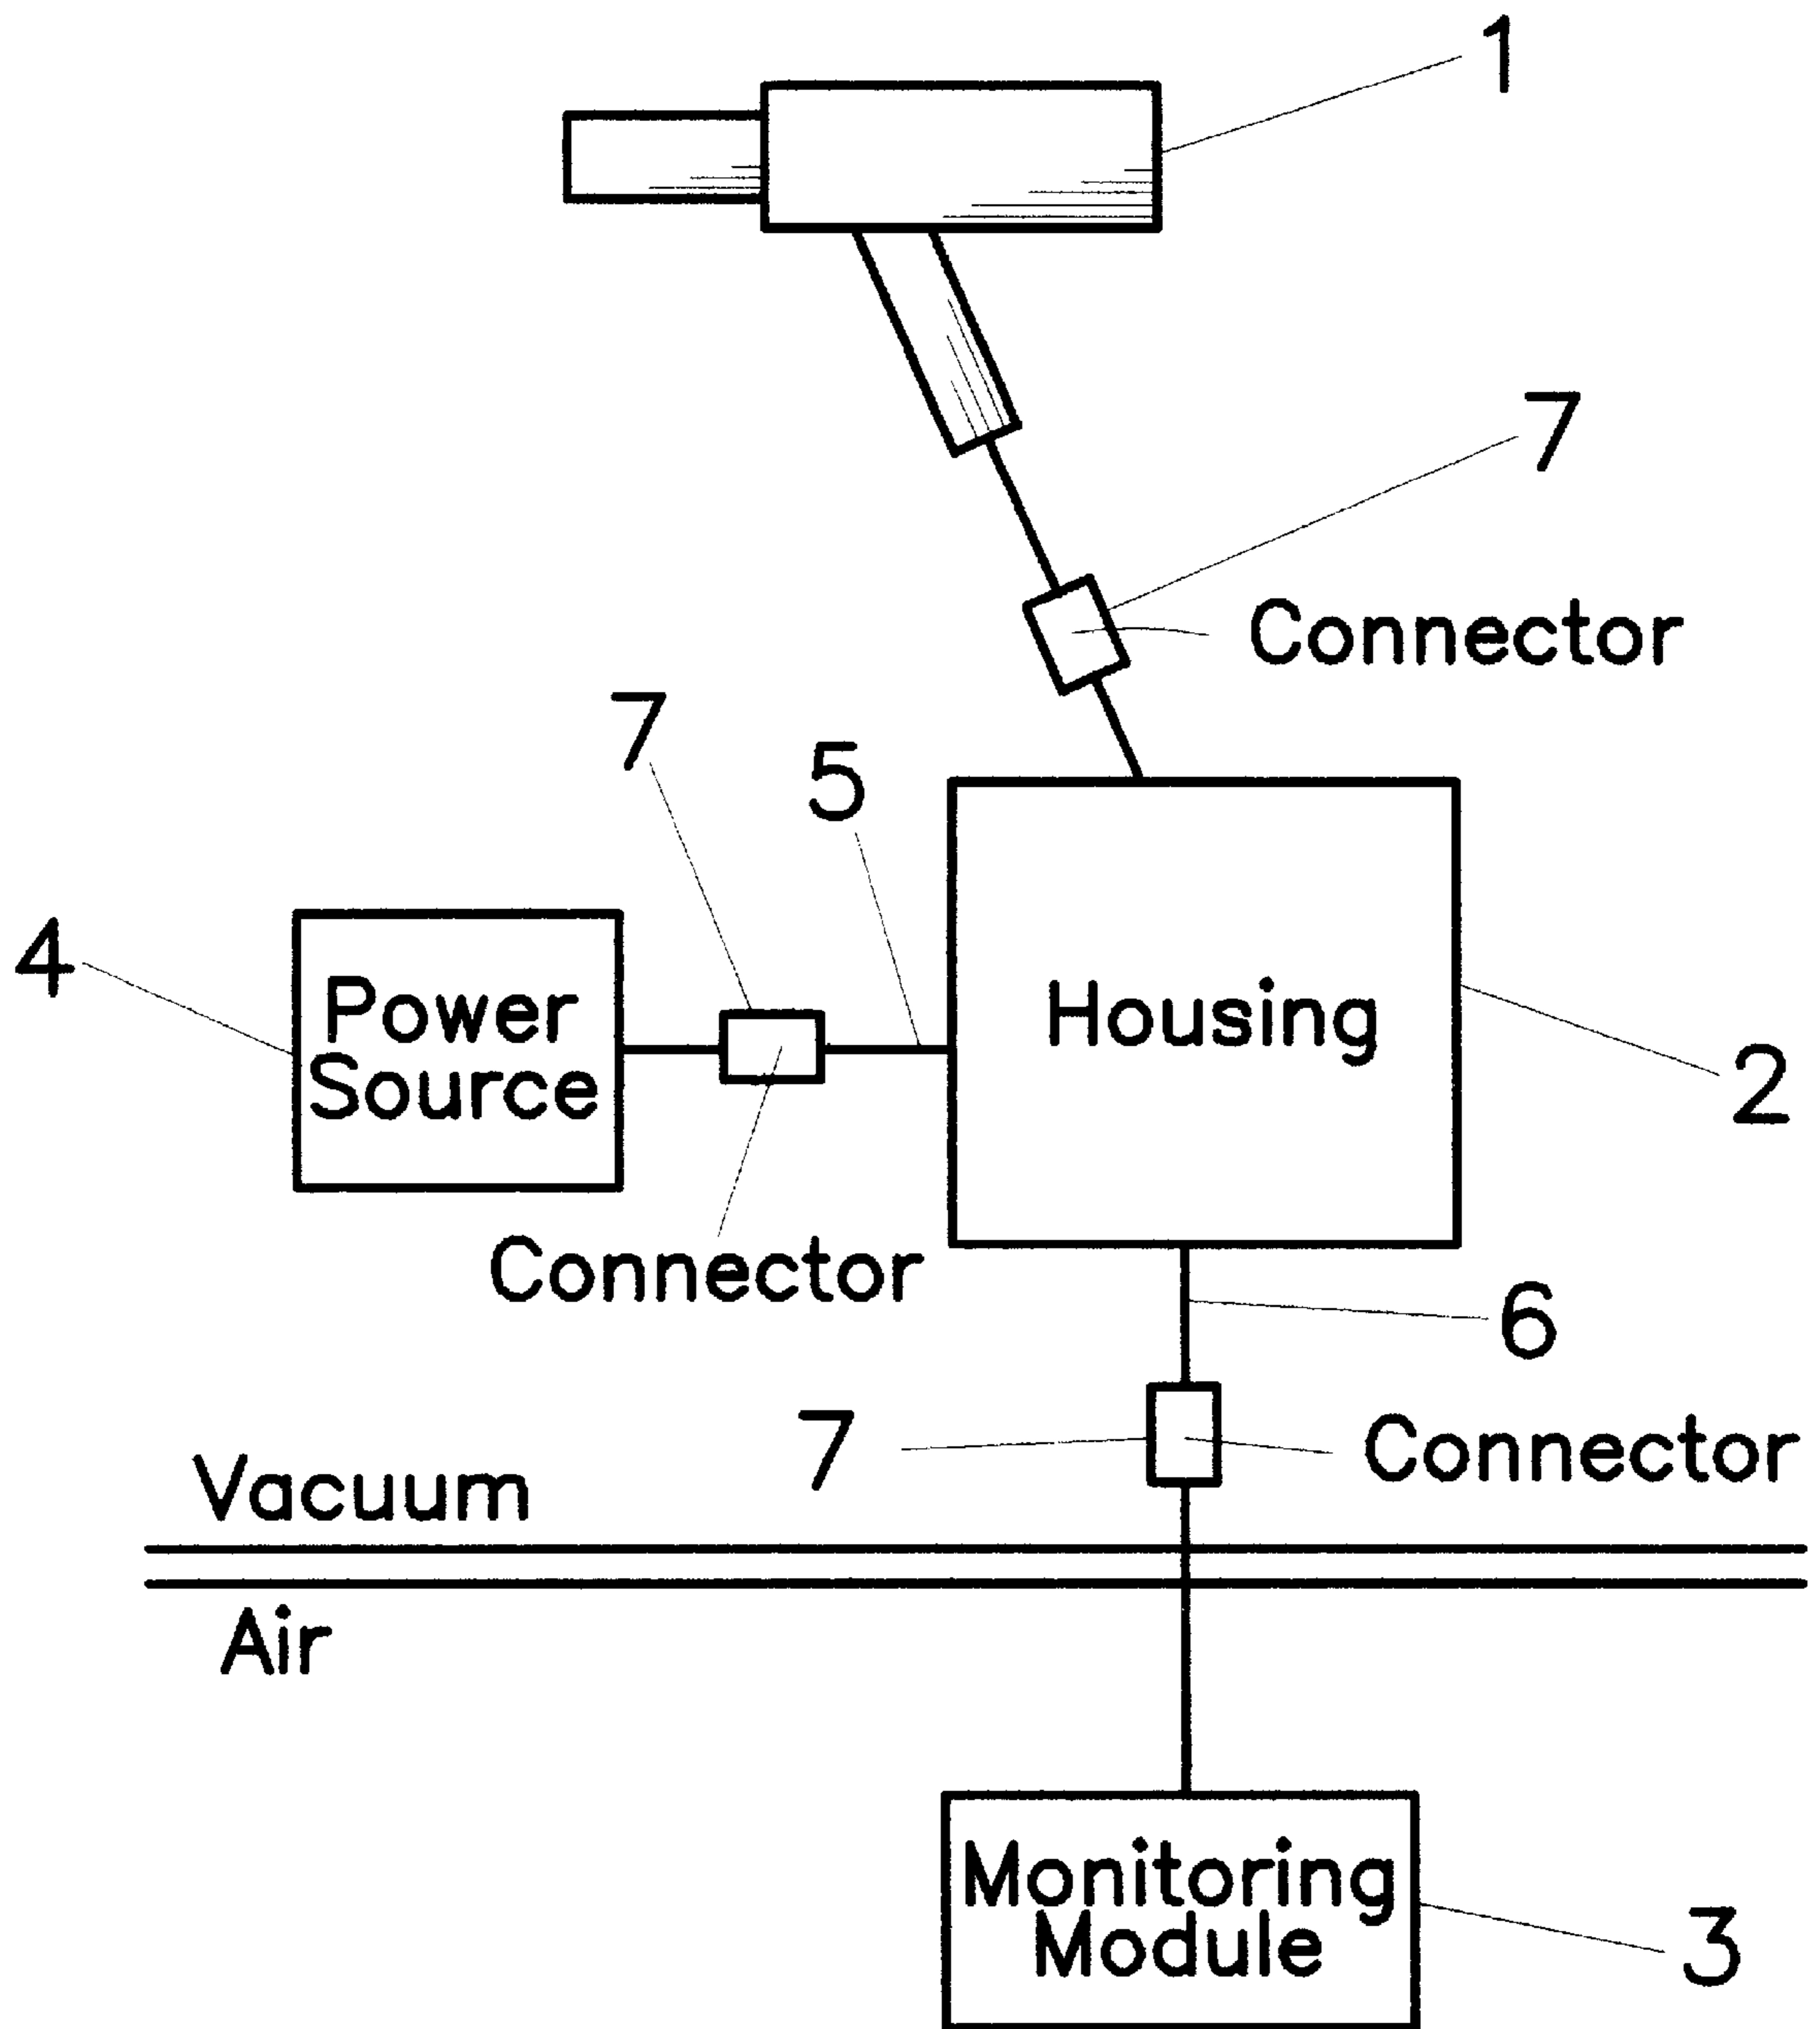 1
7
Connector
7
5
4
Power
Source
Housing
2
Connector
6
7
Connector
Vacuum
Air
Monitoring
Module
3